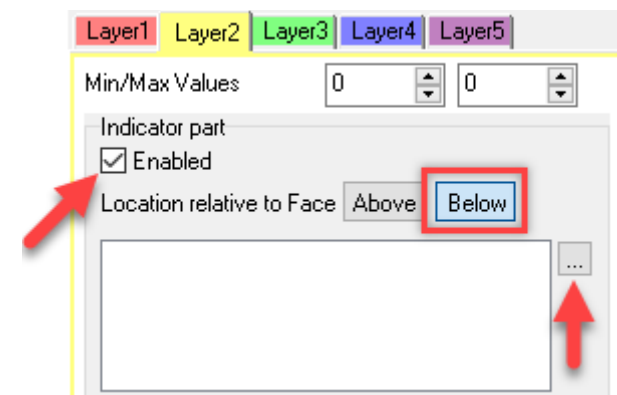 Layer1 Layer2 Layer3 Layer4 Layer5
Min/Max Values 0 0
Indicator part
Enabled
Location relative to Face Above Below
...